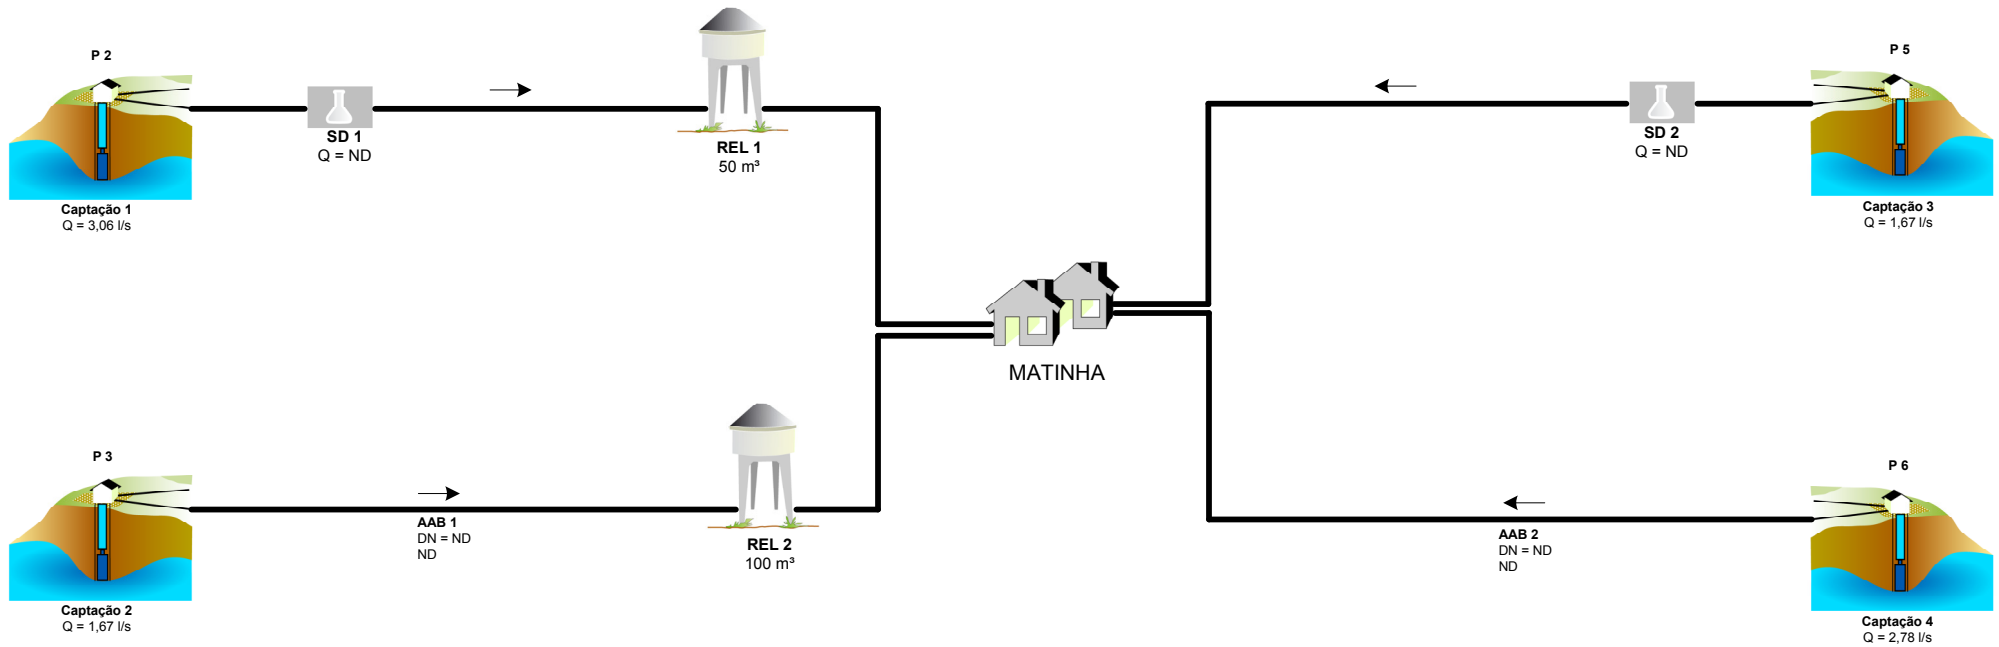 P 2
SD 1
Q = ND
Captação 1
Q = 3,06 l/s
REL 1
50 m³
P 5
SD 2
Q = ND
Captação 3
Q = 1,67 l/s
MATINHA
P 3
AAB 1
DN = ND
ND
Captação 2
Q = 1,67 l/s
REL 2
100 m³
P 6
AAB 2
DN = ND
ND
Captação 4
Q = 2,78 l/s